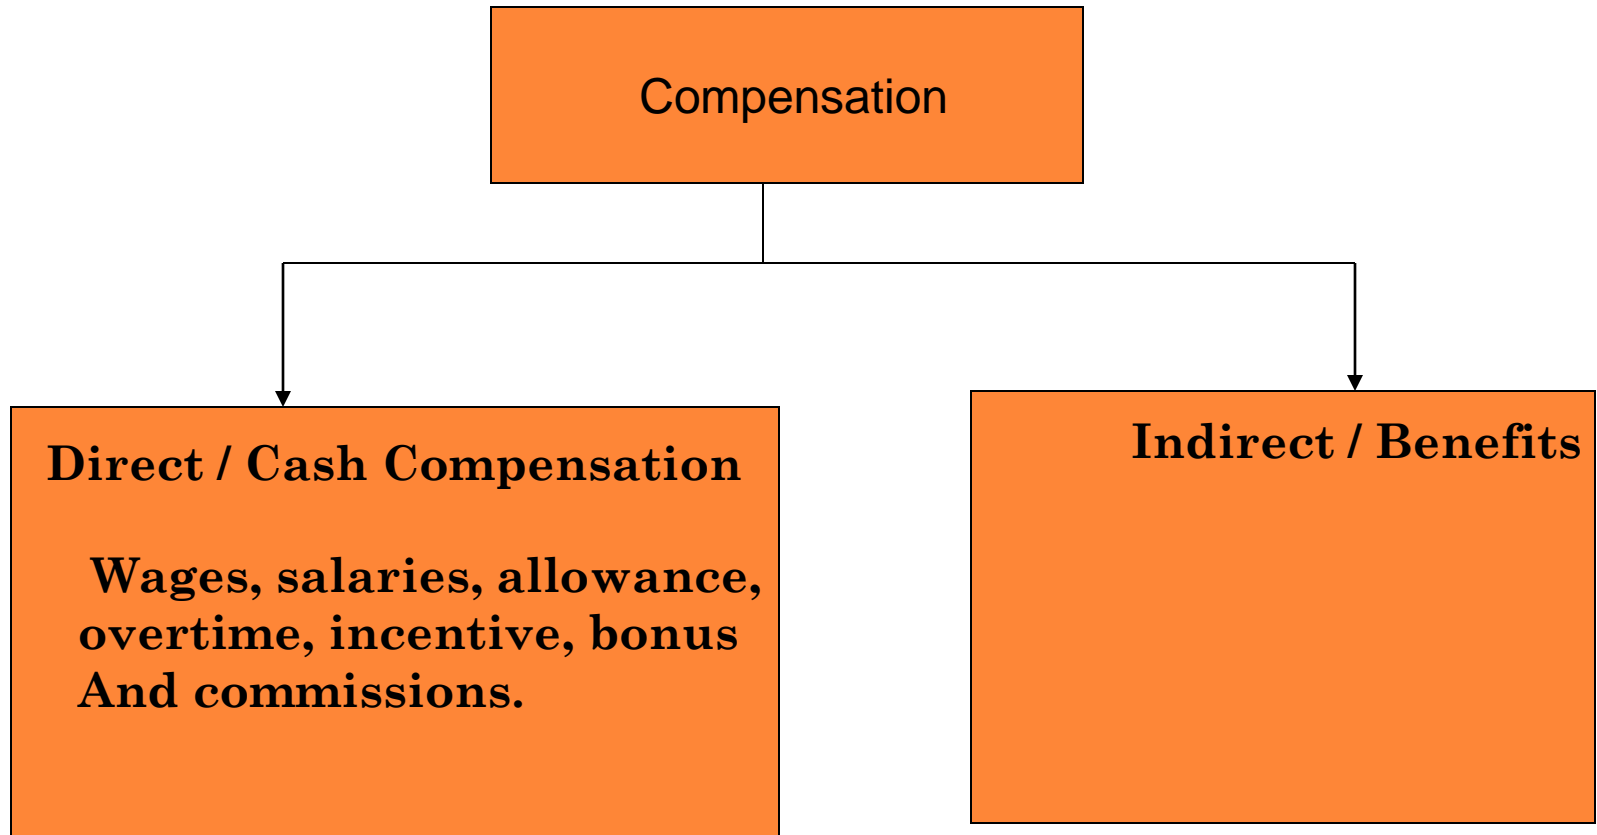 Compensation
Direct / Cash Compensation
Wages, salaries, allowance,
overtime, incentive, bonus
And commissions.
Indirect / Benefits